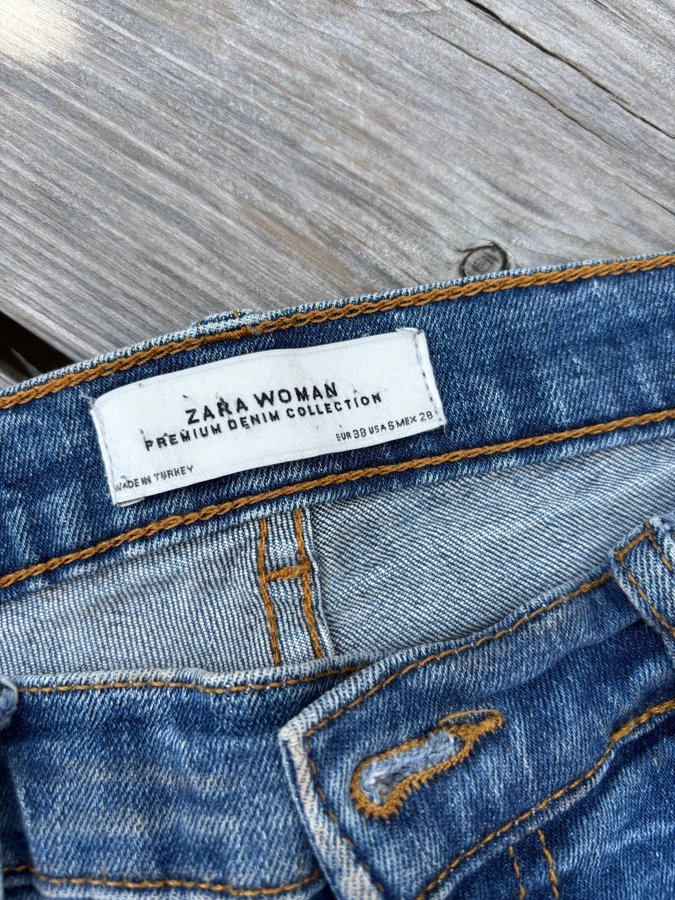 ZARA WOMAN
PREMIUM DENIM COLLECTION
EUR 38 USA 6 MEX 28
MADE IN TURKEY